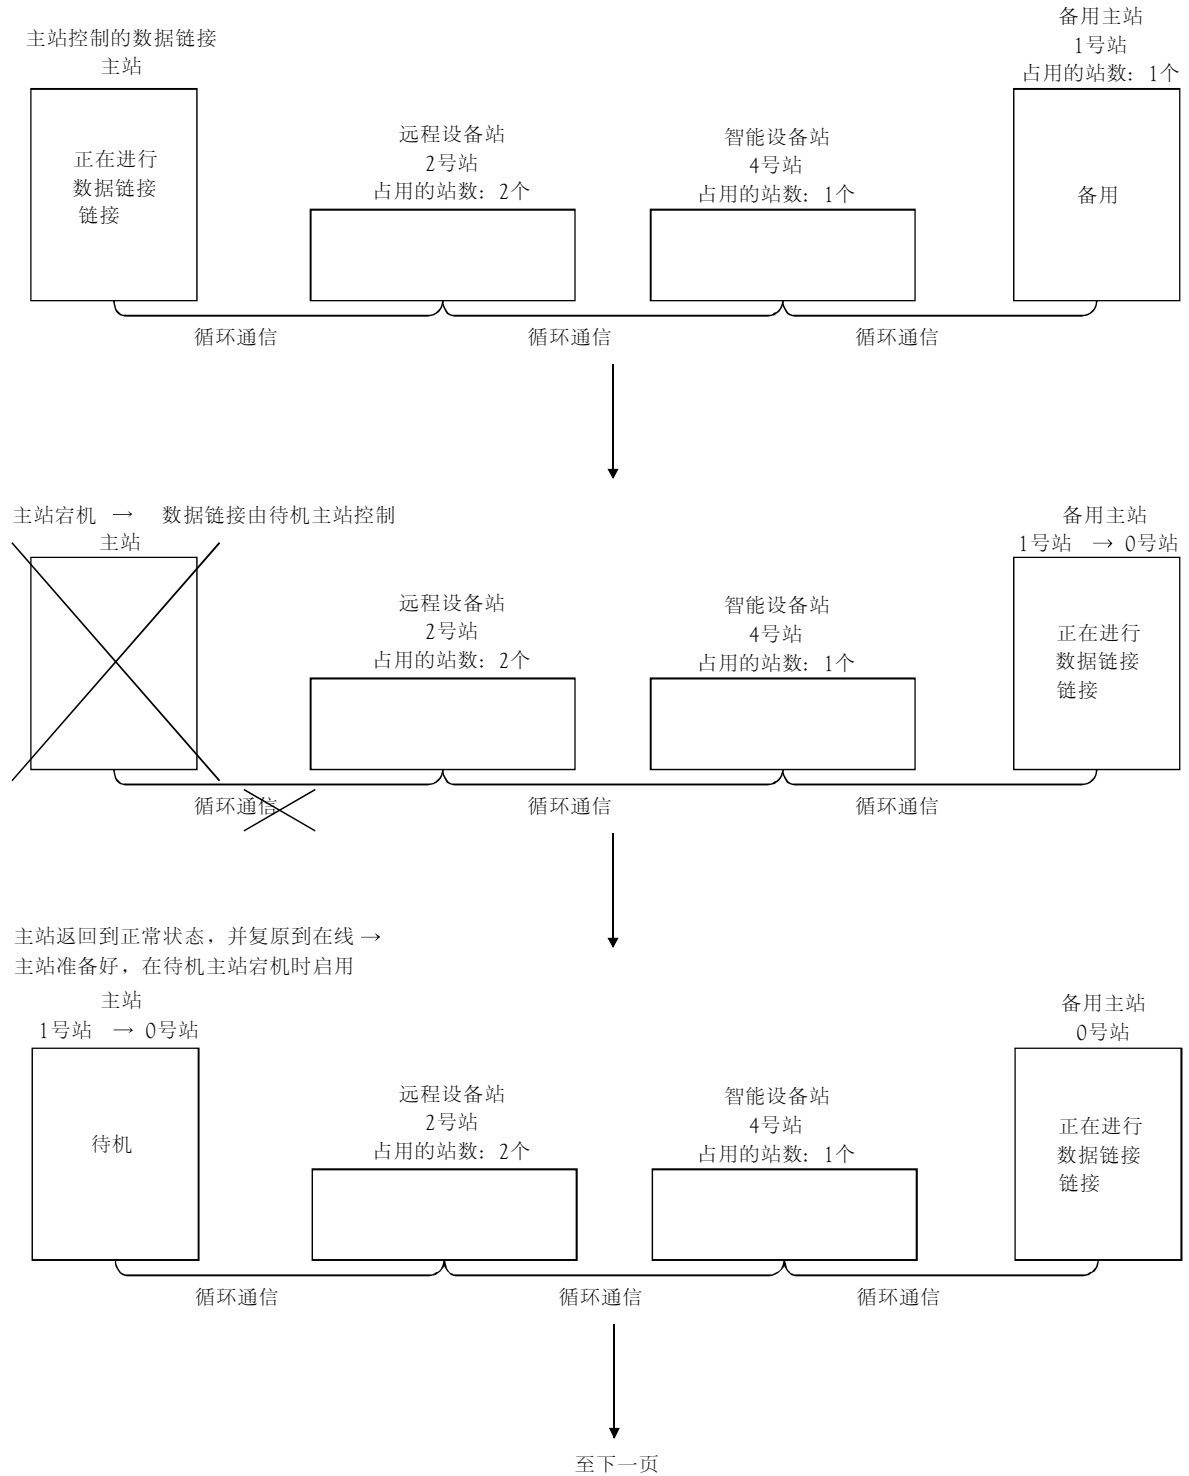 主站控制的数据链接
主站
备用主站
1号站
占用的站数：1个
正在进行
数据链接
链接
远程设备站
2号站
占用的站数：2个
智能设备站
4号站
占用的站数：1个
备用
循环通信
循环通信
循环通信
主站宕机 → 数据链接由待机主站控制
主站
备用主站
1号站 → 0号站
远程设备站
2号站
占用的站数：2个
智能设备站
4号站
占用的站数：1个
正在进行
数据链接
链接
循环通信
循环通信
循环通信
主站返回到正常状态，并复原到在线 →
主站准备好，在待机主站宕机时启用
主站
1号站 → 0号站
备用主站
0号站
待机
远程设备站
2号站
占用的站数：2个
智能设备站
4号站
占用的站数：1个
正在进行
数据链接
链接
循环通信
循环通信
循环通信
至下一页